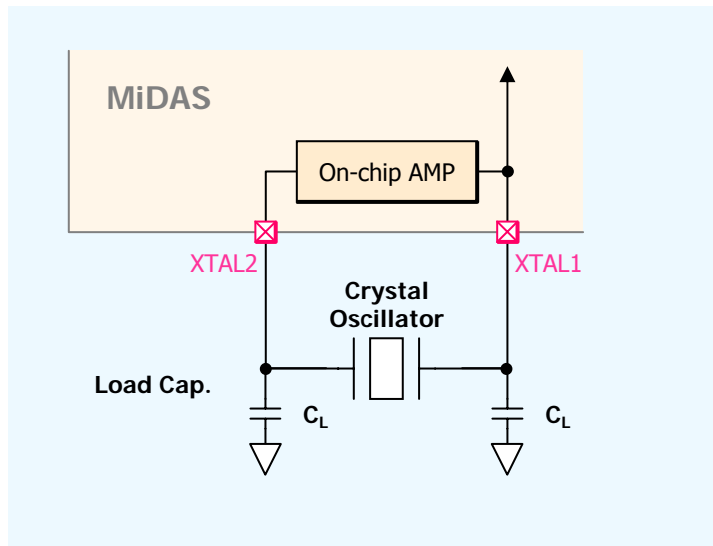 MiDAS
On-chip AMP
XTAL2
XTAL1
Crystal
Oscillator
Load Cap.
CL
CL